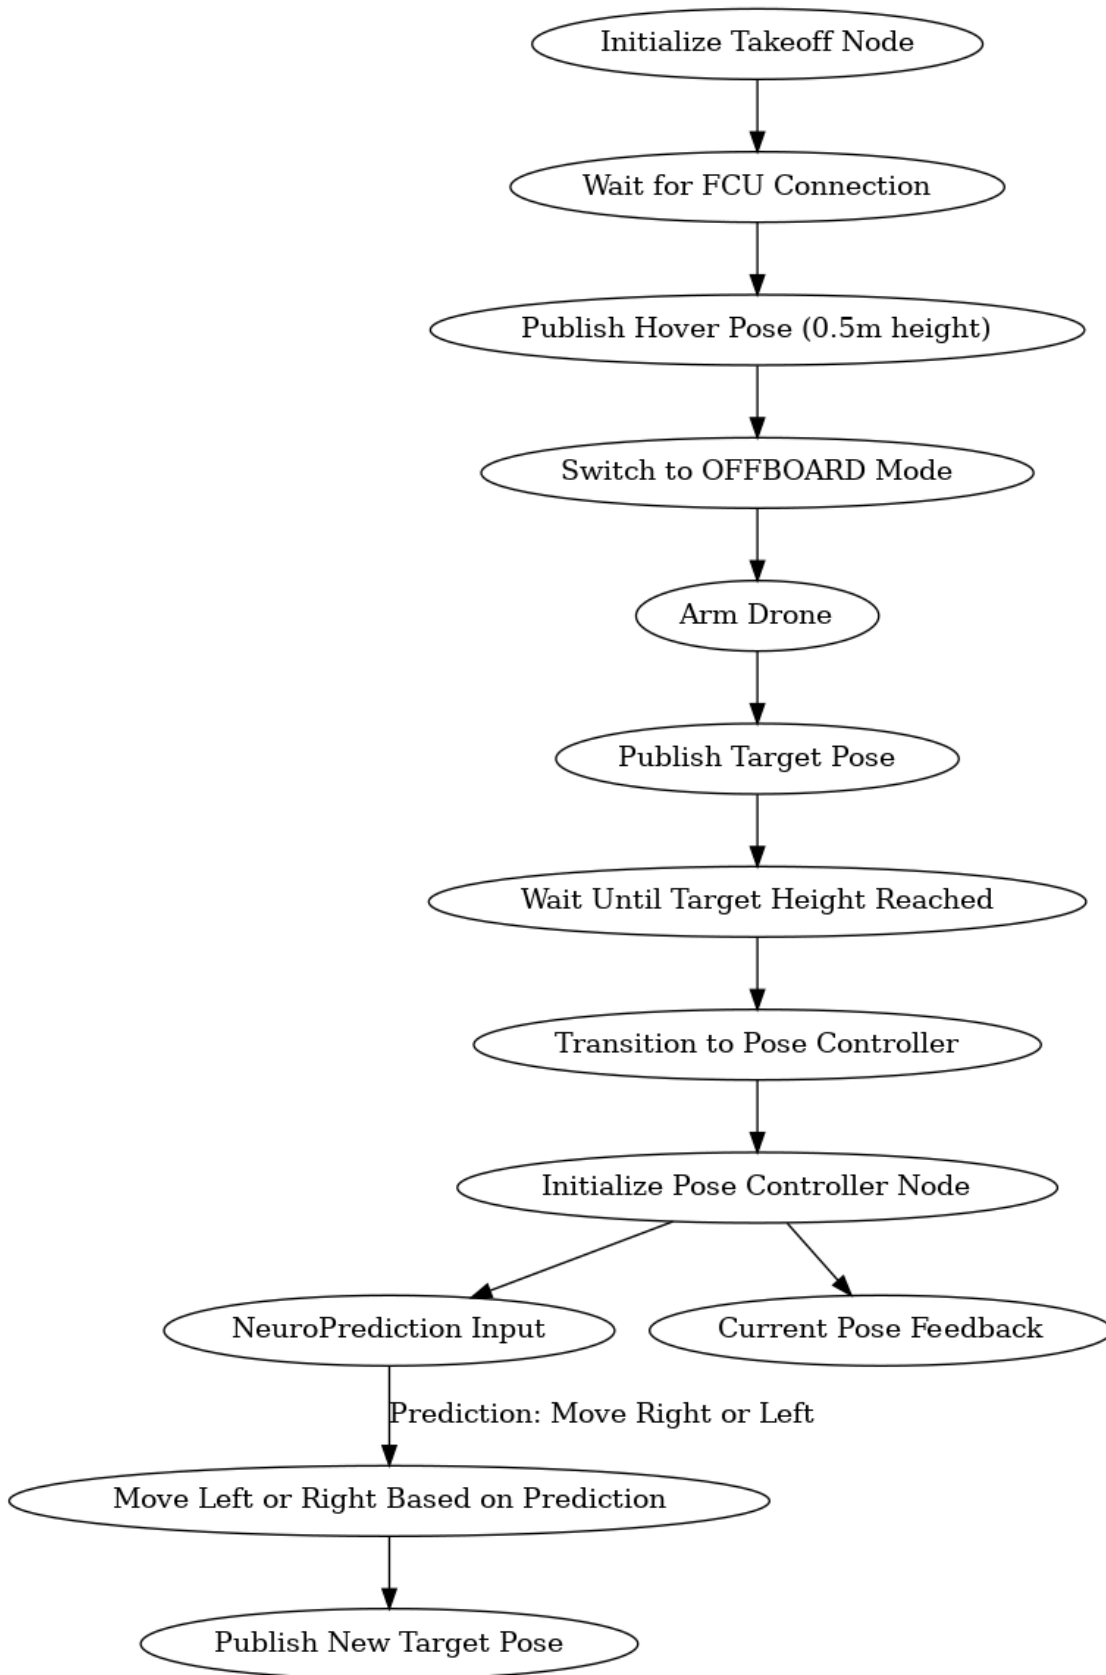 Initialize Takeoff Node
Wait for FCU Connection
Publish Hover Pose (0.5m height)
Switch to OFFBOARD Mode
Arm Drone
Publish Target Pose
Wait Until Target Height Reached
Transition to Pose Controller
Initialize Pose Controller Node
NeuroPrediction Input
Current Pose Feedback
Prediction: Move Right or Left
Move Left or Right Based on Prediction
Publish New Target Pose